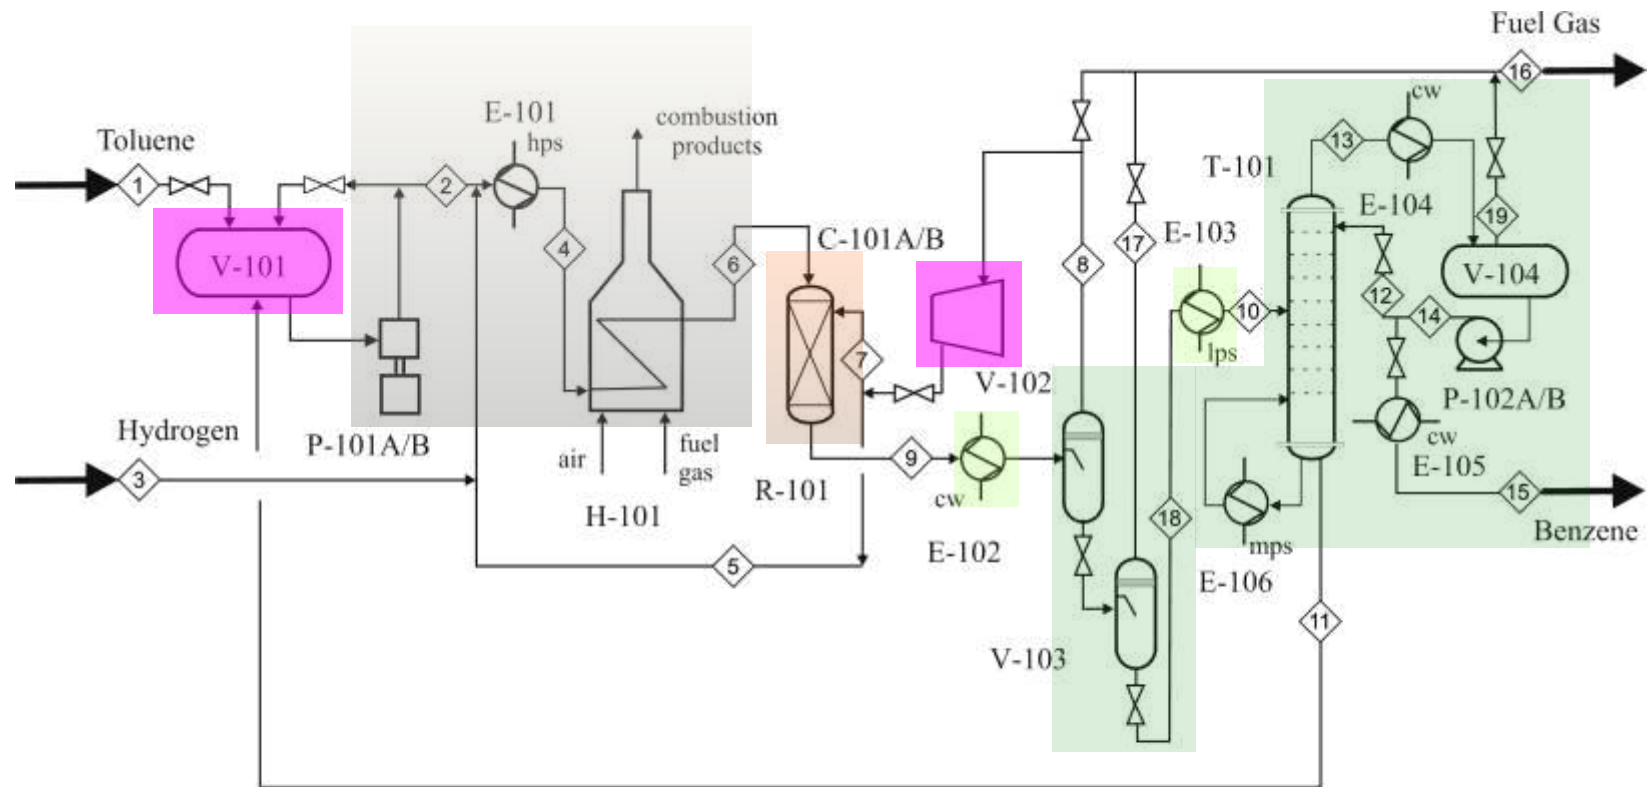 Fuel Gas
16
cw
E-101
hps
combustion
products
13
Toluene
T-101
1
2
E-104
19
C-101A/B
E-103
17
V-101
4
6
8
V-104
12
10
14
7
lps
V-102
P-102A/B
Hydrogen
P-101A/B
air
fuel
gas
9
cw
E-105
3
R-101
15
H-101
cw
18
Benzene
mps
E-102
E-106
5
11
V-103